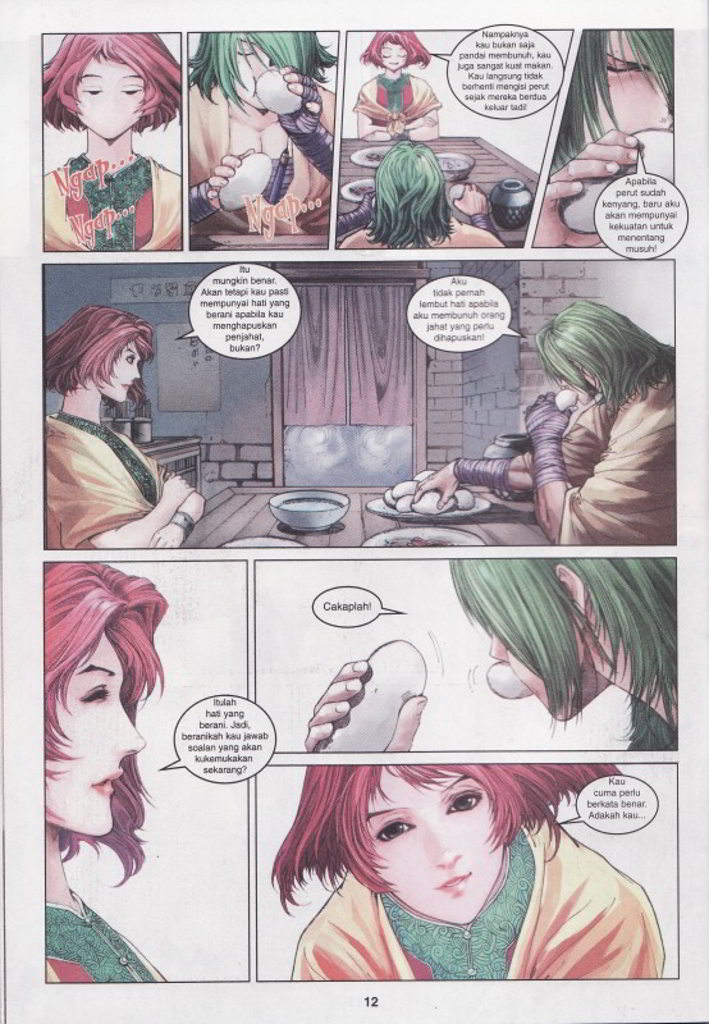 Ngap...
Ngap...
Ngap...
Nampaknya
kau bukan saja
pandai membunuh, kau
juga sangat kuat makan.
Kau langsung tidak
berhenti mengisi perut
sejak mereka berdua
keluar tadi!
Apabila
perut sudah
kenyang, baru aku
akan mempunyai
kekuatan untuk
menentang
musuh!
Itu
mungkin benar.
Akan tetapi kau pasti
mempunyai hati yang
berani apabila kau
menghapuskan
penjahat,
bukan?
Aku
tidak pernah
lembut hati apabila
aku membunuh orang
jahat yang perlu
dihapuskan!
Itulah
hati yang
berani. Jadi,
beranikah kau jawab
soalan yang akan
kukemukakan
sekarang?
Cakaplah!
Kau
cuma perlu
berkata benar.
Adakah kau...
12